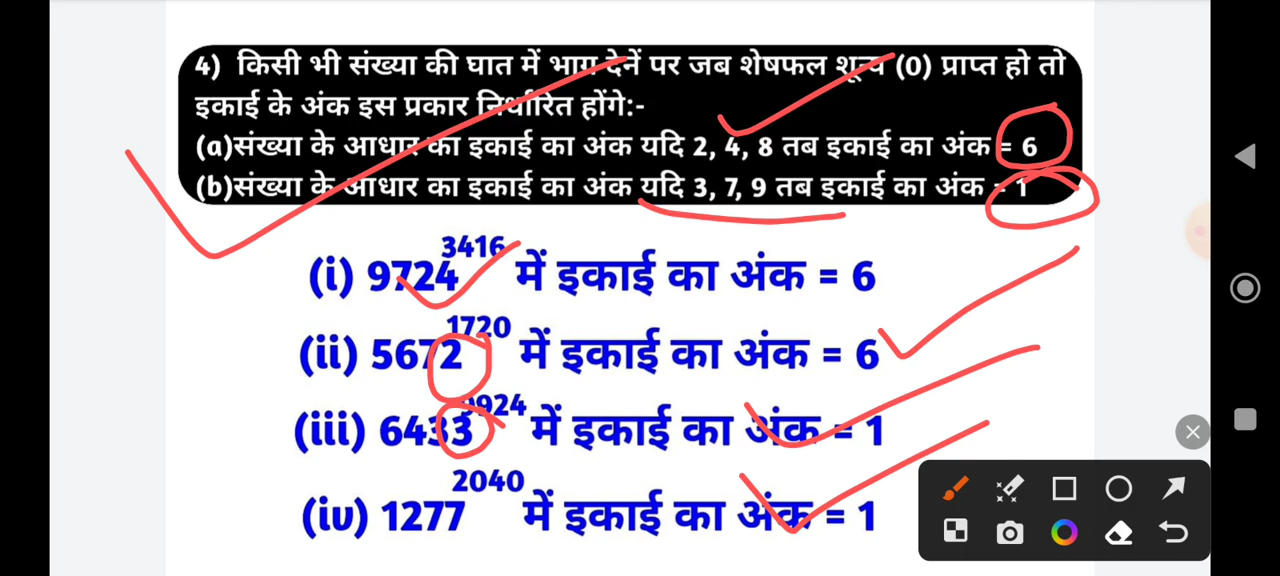 4) किसी भी संख्या की घात में भाग देनें पर जब शेषफल शून्य (0) प्राप्त हो तो
इकाई के अंक इस प्रकार निर्धारित होंगे:-
(a)संख्या के आधार का इकाई का अंक यदि 2, 4, 8 तब इकाई का अंक = 6
(b)संख्या के आधार का इकाई का अंक यदि 3, 7, 9 तब इकाई का अंक = 1
(i) 9724^3416 में इकाई का अंक = 6
(ii) 5672^1720 में इकाई का अंक = 6
(iii) 6433^9924 में इकाई का अंक = 1
(iv) 1277^2040 में इकाई का अंक = 1